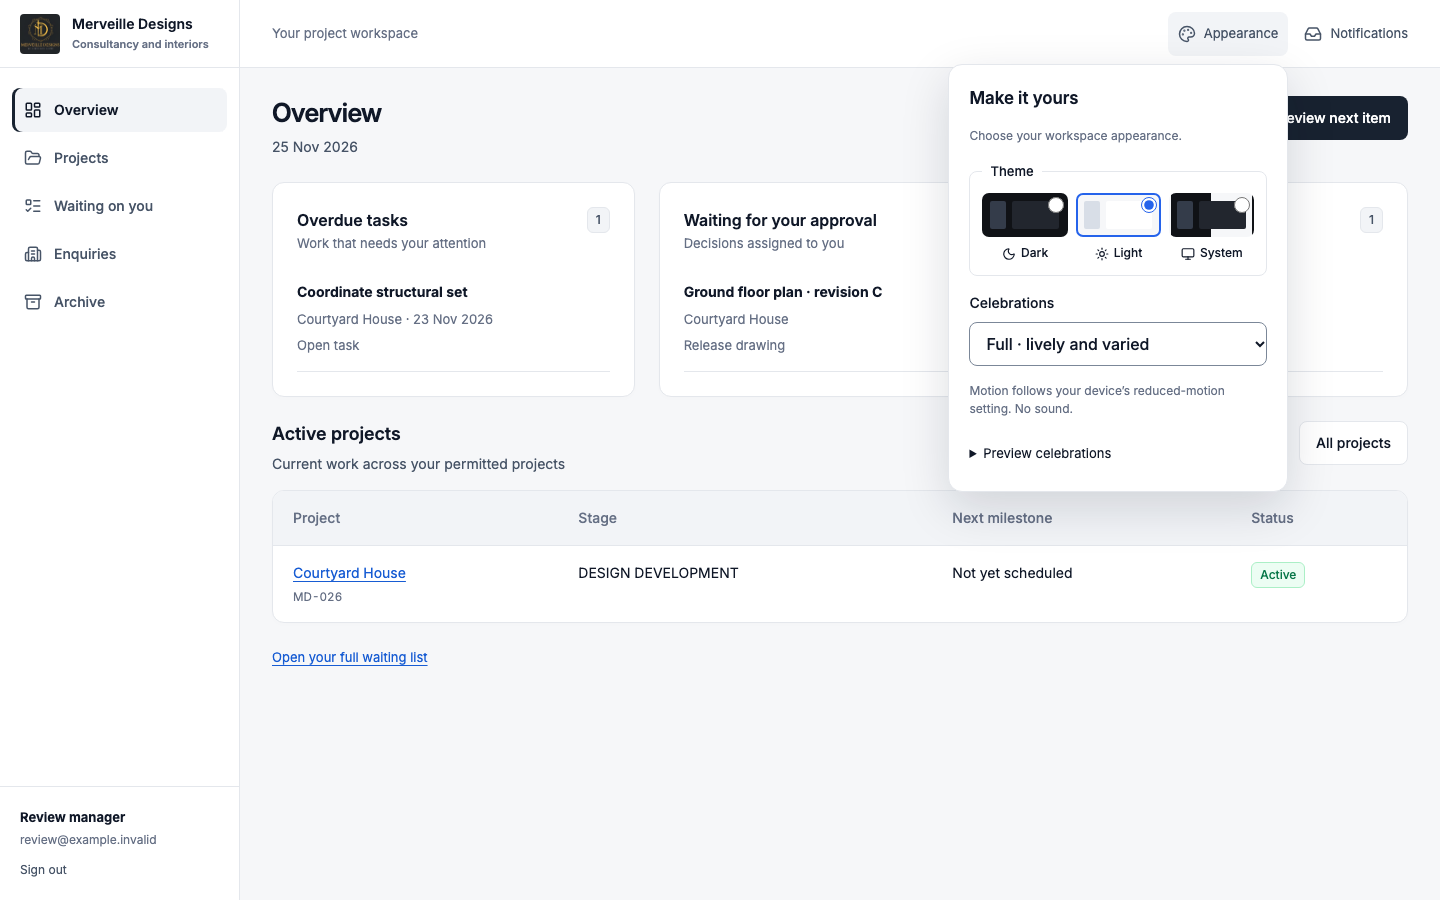 Merveille Designs
Consultancy and interiors
Overview
Projects
Waiting on you
Enquiries
Archive
Review manager
review@example.invalid
Sign out
Your project workspace
Appearance
Notifications
Overview
25 Nov 2026
eview next item
Overdue tasks
1
Work that needs your attention
Coordinate structural set
Courtyard House · 23 Nov 2026
Open task
Waiting for your approval
Decisions assigned to you
Ground floor plan · revision C
Courtyard House
Release drawing
1
Make it yours
Choose your workspace appearance.
Theme
Dark
Light
System
Celebrations
Full · lively and varied
Motion follows your device’s reduced-motion
setting. No sound.
Preview celebrations
Active projects
Current work across your permitted projects
All projects
Project Stage Next milestone Status
Courtyard House DESIGN DEVELOPMENT Not yet scheduled Active
MD-026
Open your full waiting list